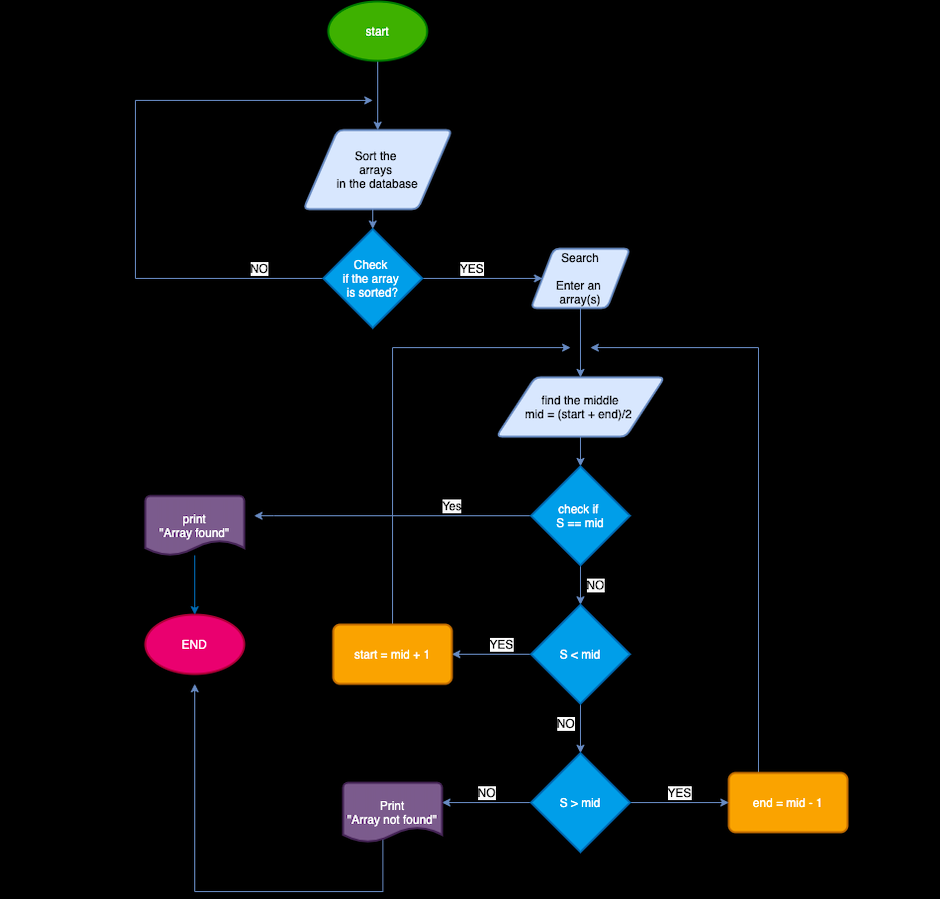 start
Sort the
arrays
in the database
Check
if the array
is sorted?
NO
YES
Search
Enter an
array(s)
find the middle
mid = (start + end)/2
check if
S == mid
Yes
print
"Array found"
END
NO
S < mid
YES
start = mid + 1
NO
S > mid
NO
Print
"Array not found"
YES
end = mid - 1